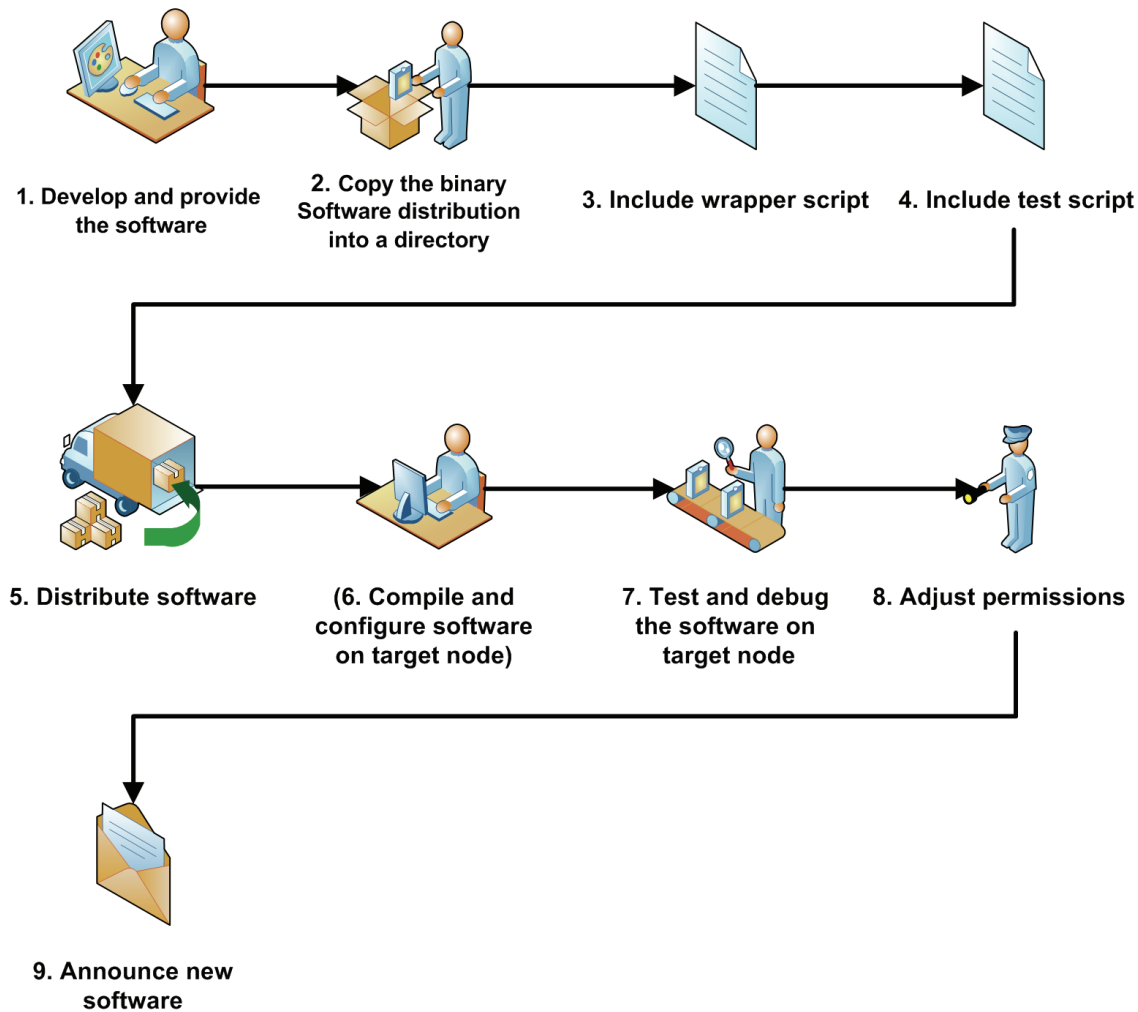 1. Develop and provide
the software
2. Copy the binary
Software distribution
into a directory
3. Include wrapper script
4. Include test script
5. Distribute software
(6. Compile and
configure software
on target node)
7. Test and debug
the software on
target node
8. Adjust permissions
9. Announce new
software